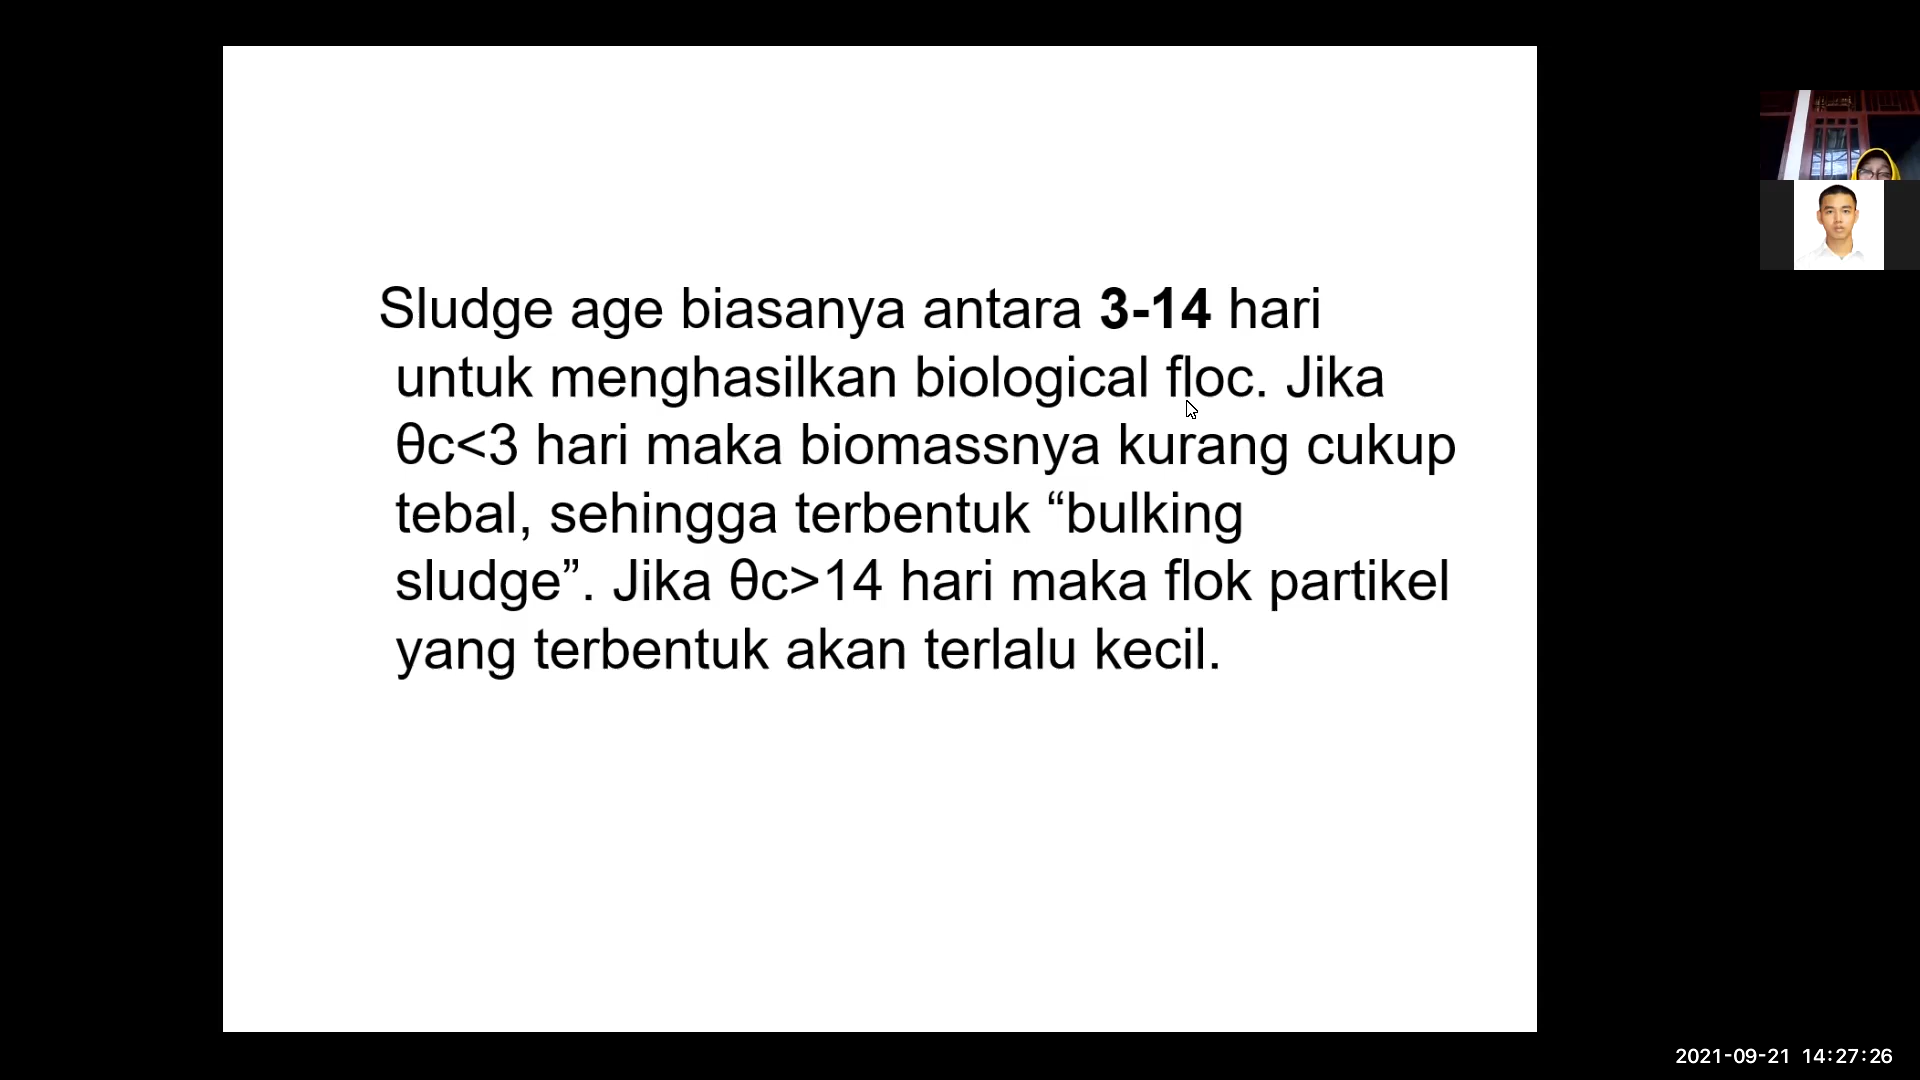 Sludge age biasanya antara 3-14 hari
untuk menghasilkan biological floc. Jika
θc<3 hari maka biomassnya kurang cukup
tebal, sehingga terbentuk “bulking
sludge”. Jika θc>14 hari maka flok partikel
yang terbentuk akan terlalu kecil.
2021-09-21 14:27:26